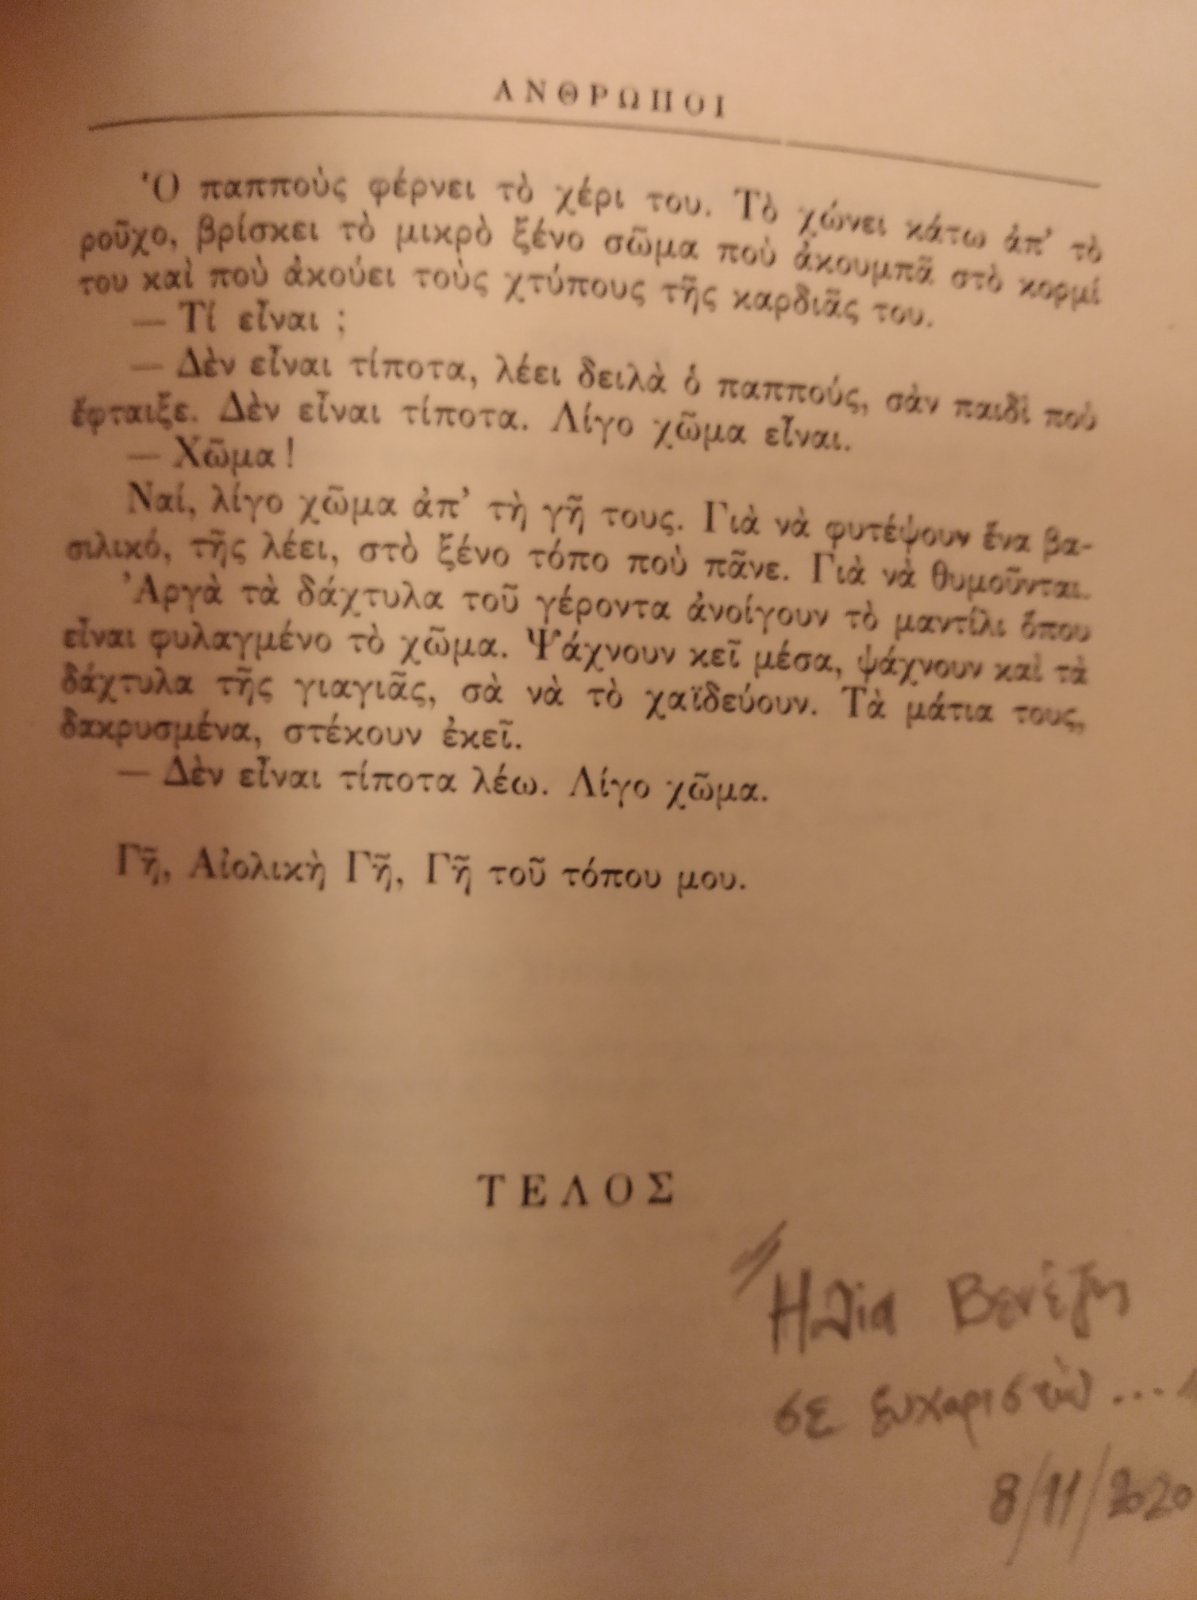 ΑΝΘΡΩΠΟΙ
Ὁ παπποὺς φέρνει τὸ χέρι του. Τὸ χώνει κάτω ἀπ' τὸ
ροῦχο, βρίσκει τὸ μικρὸ ξένο σῶμα ποὺ ἀκουμπᾶ στὸ κορμί
του καὶ ποὺ ἀκούει τοὺς χτύπους τῆς καρδιᾶς του.
— Τί εἶναι ;
— Δὲν εἶναι τίποτα, λέει δειλὰ ὁ παππούς, σὰν παιδὶ ποὺ
ἔφταιξε. Δὲν εἶναι τίποτα. Λίγο χῶμα εἶναι.
— Χῶμα !
Ναί, λίγο χῶμα ἀπ' τὴ γῆ τους. Γιὰ νὰ φυτέψουν ἕνα βα-
σιλικό, τῆς λέει, στὸ ξένο τόπο ποὺ πᾶνε. Γιὰ νὰ θυμοῦνται.
Ἀργὰ τὰ δάχτυλα τοῦ γέροντα ἀνοίγουν τὸ μαντίλι ὅπου
εἶναι φυλαγμένο τὸ χῶμα. Ψάχνουν κεῖ μέσα, ψάχνουν καὶ τὰ
δάχτυλα τῆς γιαγιᾶς, σὰ νὰ τὸ χαϊδεύουν. Τὰ μάτια τους,
δακρυσμένα, στέκουν ἐκεῖ.
— Δὲν εἶναι τίποτα λέω. Λίγο χῶμα.
Γῆ, Αἰολικὴ Γῆ, Γῆ τοῦ τόπου μου.
ΤΕΛΟΣ
Ἠλία Βενέζη
σε ευχαριστώ ...
8/11/2020